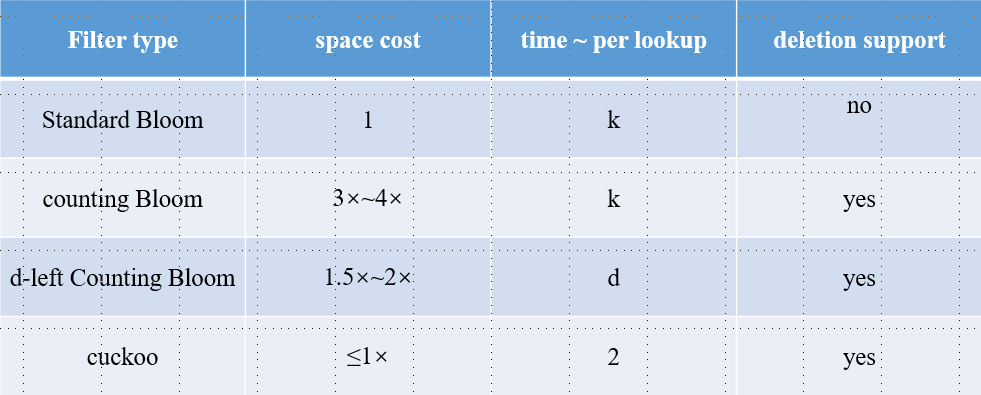 Filter type space cost time ~ per lookup deletion support
Standard Bloom 1 k no
counting Bloom 3×~4× k yes
d-left Counting Bloom 1.5×~2× d yes
cuckoo ≤1× 2 yes